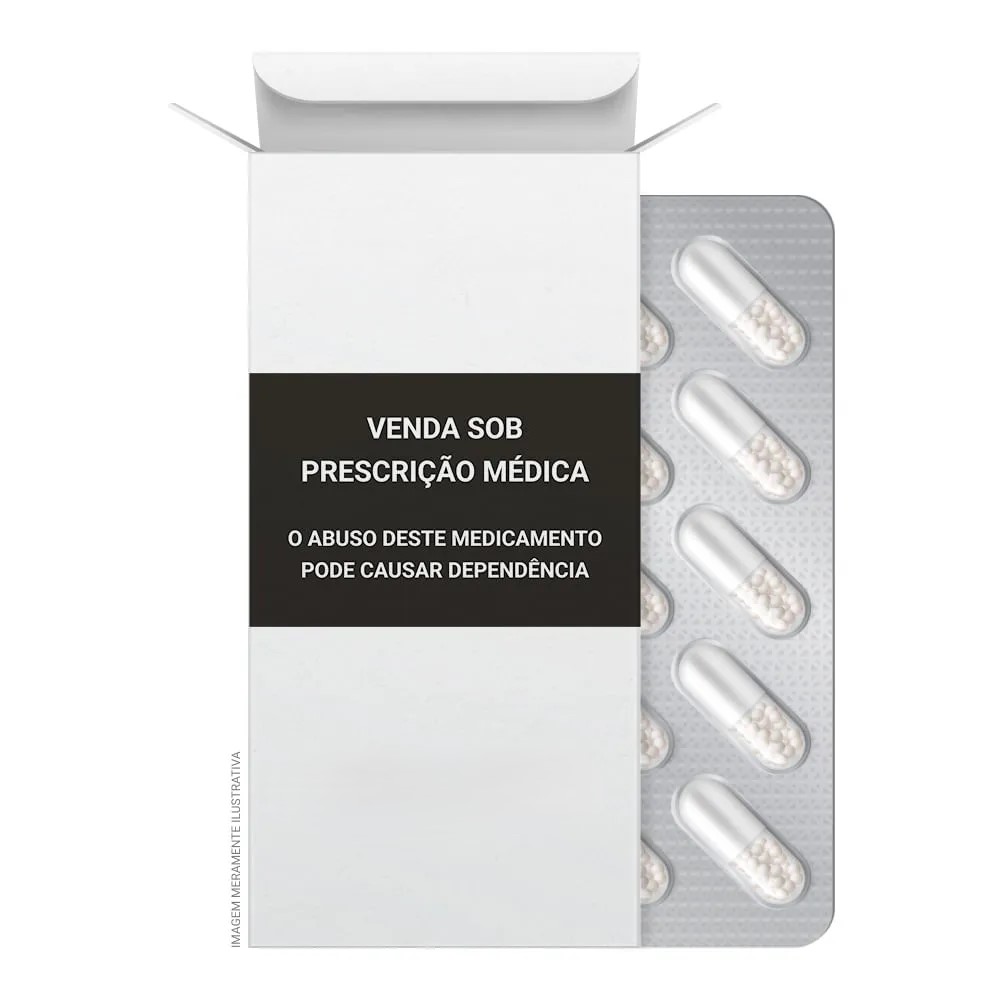 VENDA SOB
PRESCRIÇÃO MÉDICA
O ABUSO DESTE MEDICAMENTO
PODE CAUSAR DEPENDÊNCIA
IMAGEM MERAMENTE ILUSTRATIVA